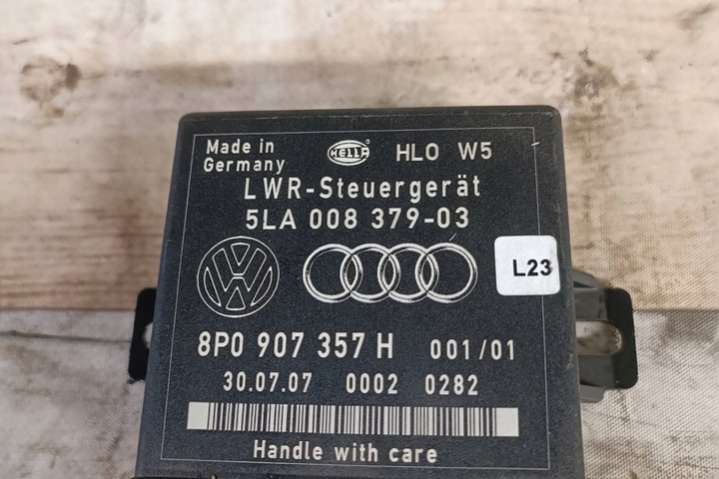 Made in
Germany
HELLA
HLO W5
LWR-Steuergerät
5LA 008 379-03
L23
8P0 907 357 H 001/01
30.07.07 0002 0282
Handle with care